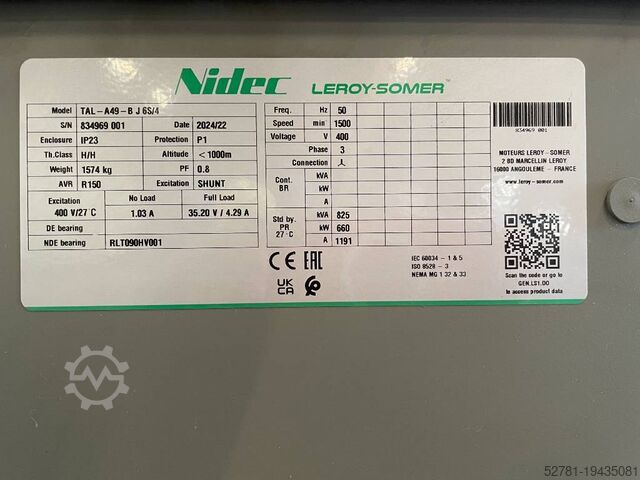 Nidec LEROY-SOMER™
Model TAL-A49-B J 6S/4
S/N 834969 001 Date 2024/22
Enclosure IP23 Protection P1
Th.Class H/H Altitude < 1000m
Weight 1574 kg PF 0.8
AVR R150 Excitation SHUNT
Excitation No Load Full Load
400 V/27°C 1.03 A 35.20 V / 4.29 A
DE bearing
NDE bearing RLT090HV001
Freq. Hz 50
Speed min 1500
Voltage V 400
Phase 3
Connection
Cont. BR kVA
kW
A
Std by. PR 27°C kVA 825
kW 660
A 1191
CE EAC
UK CA
IEC 60034 - 1 & 5
ISO 8528 - 3
NEMA MG 1 32 & 33
834969 001
MOTEURS LEROY-SOMER
2 BD MARCELLIN LEROY
16000 ANGOULEME - FRANCE
www.leroy-somer.com
Scan the code or go to
GEN.LS1.DO
to access product data
52781-19435081